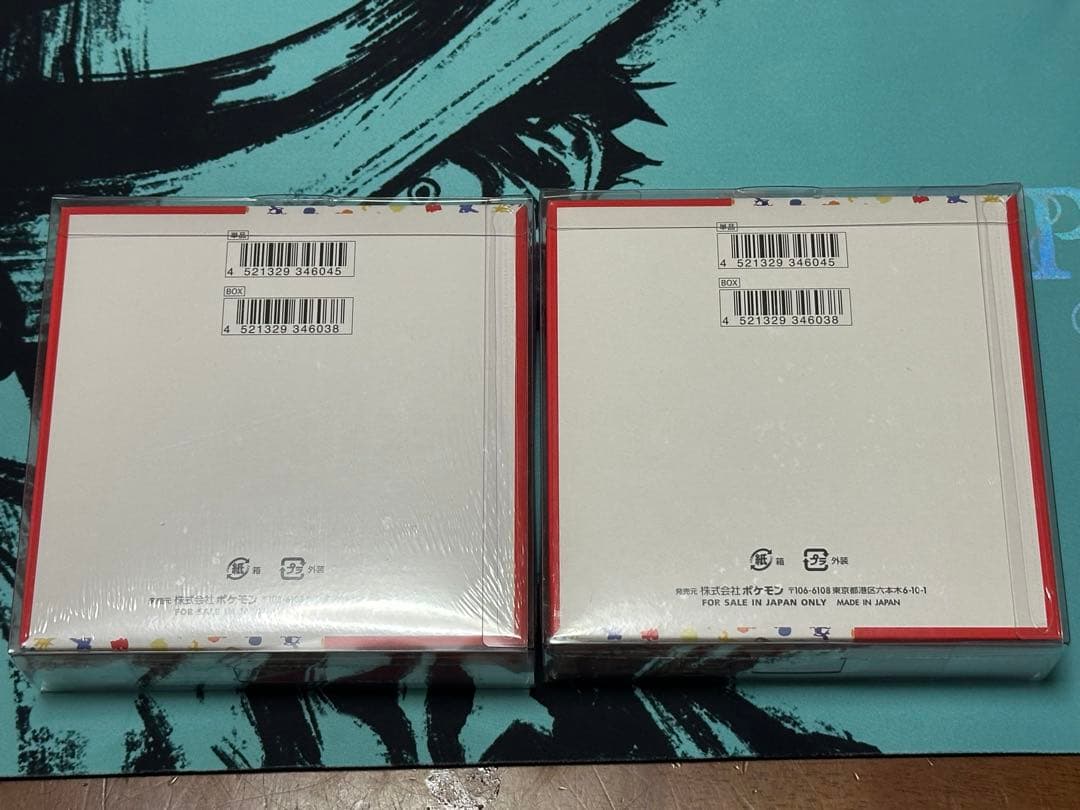 単品
4 521329 346045
BOX
4 521329 346038
紙 箱 プラ 外装
株式会社ポケモン
FOR SALE IN
単品
4 521329 346045
BOX
4 521329 346038
紙 箱 プラ 外装
発売元 株式会社ポケモン 〒106-6108 東京都港区六本木6-10-1
FOR SALE IN JAPAN ONLY MADE IN JAPAN
P